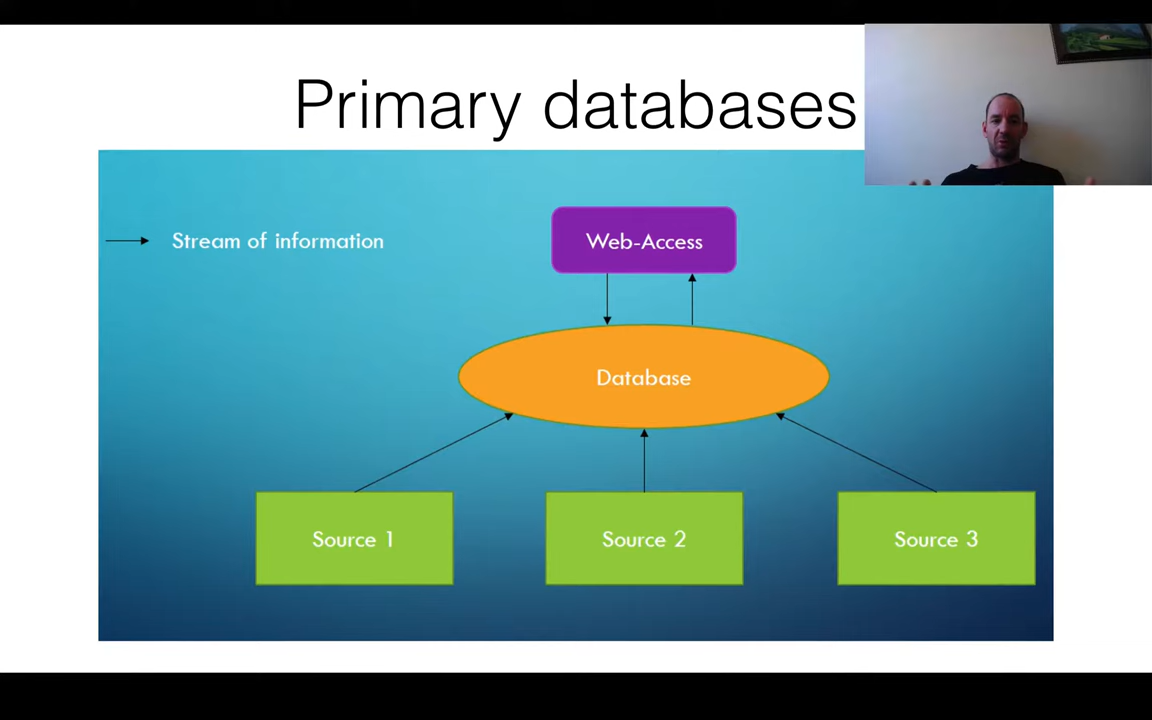 Primary databases
Stream of information
Web-Access
Database
Source 1
Source 2
Source 3